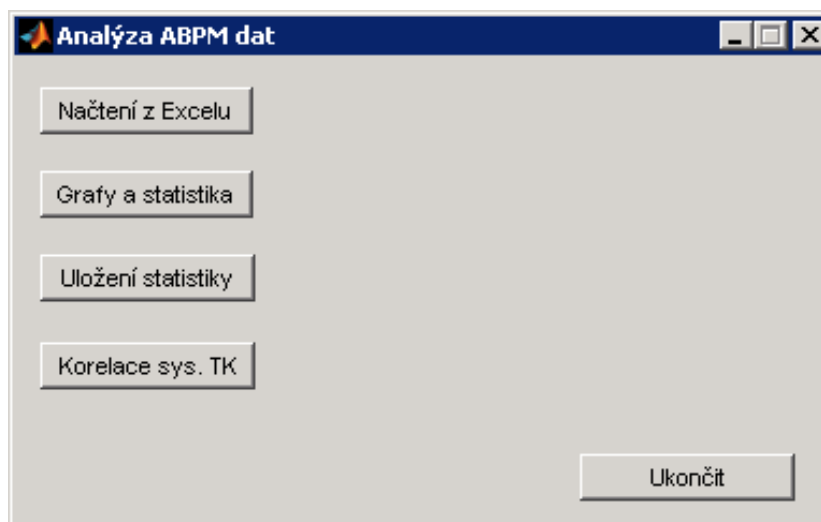 Analýza ABPM dat
Načtení z Excelu
Grafy a statistika
Uložení statistiky
Korelace sys. TK
Ukončit